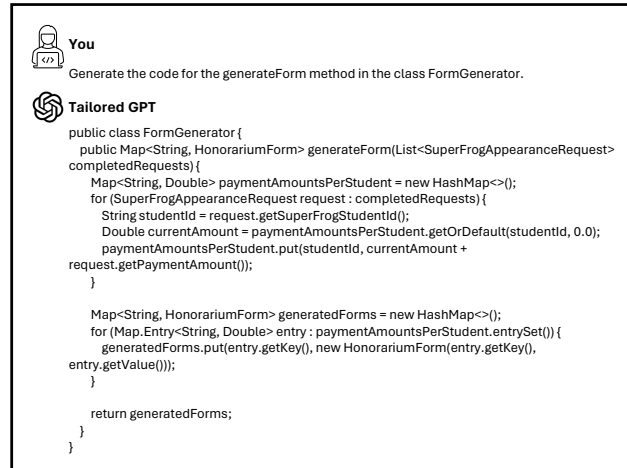 </>
You
Generate the code for the generateForm method in the class FormGenerator.
Tailored GPT
public class FormGenerator {
public Map<String, HonorariumForm> generateForm(List<SuperFrogAppearanceRequest>
completedRequests) {
Map<String, Double> paymentAmountsPerStudent = new HashMap<>();
for (SuperFrogAppearanceRequest request : completedRequests) {
String studentId = request.getSuperFrogStudentId();
Double currentAmount = paymentAmountsPerStudent.getOrDefault(studentId, 0.0);
paymentAmountsPerStudent.put(studentId, currentAmount +
request.getPaymentAmount());
}
Map<String, HonorariumForm> generatedForms = new HashMap<>();
for (Map.Entry<String, Double> entry : paymentAmountsPerStudent.entrySet()) {
generatedForms.put(entry.getKey(), new HonorariumForm(entry.getKey(),
entry.getValue()));
}
return generatedForms;
}
}